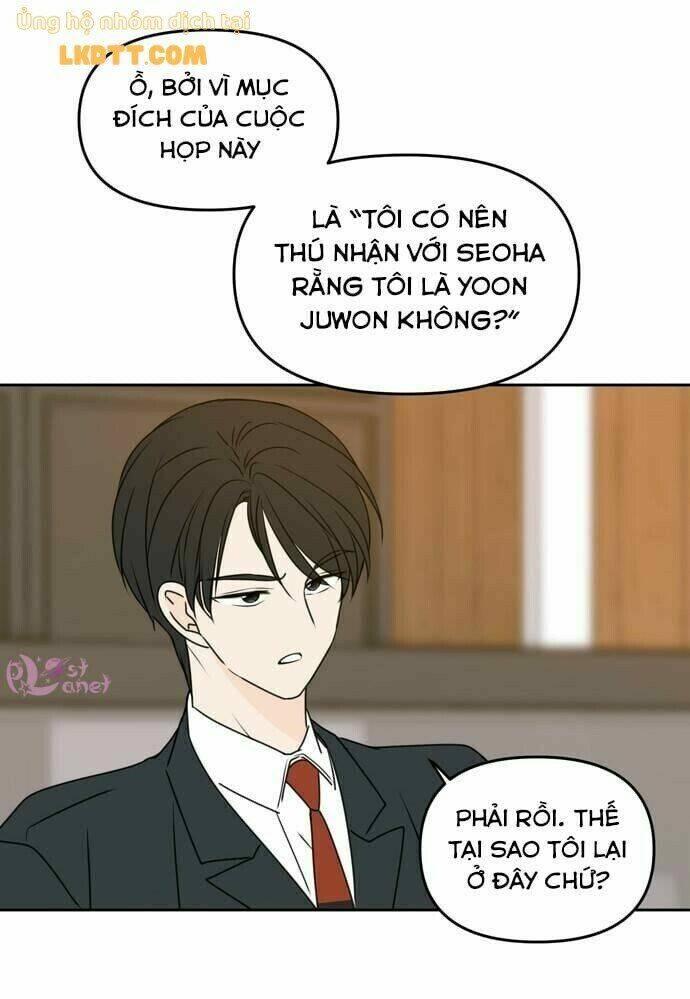 Ủng hộ nhóm dịch tại
LKDTT.COM
Ồ, BỞI VÌ MỤC
ĐÍCH CỦA CUỘC
HỌP NÀY
LÀ “TÔI CÓ NÊN
THÚ NHẬN VỚI SEOHA
RẰNG TÔI LÀ YOON
JUWON KHÔNG?“
Lost
Planet
PHẢI RỒI. THẾ
TẠI SAO TÔI LẠI
Ở ĐÂY CHỨ?